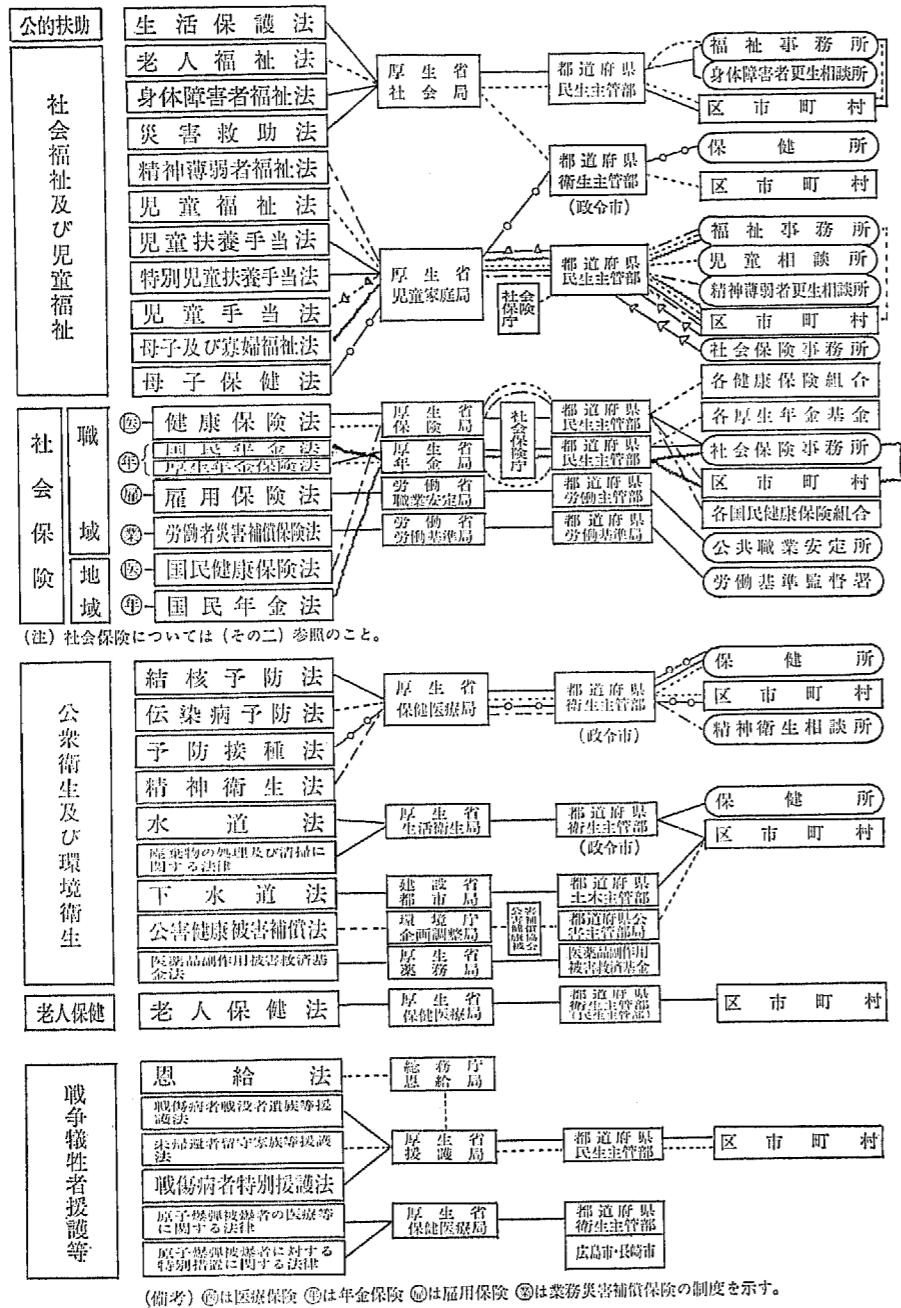 公的扶助
生活保護法
社会福祉及び児童福祉
老人福祉法
身体障害者福祉法
災害救助法
精神薄弱者福祉法
児童福祉法
児童扶養手当法
特別児童扶養手当法
児童手当法
母子及び寡婦福祉法
母子保健法
厚生省
社会局
都道府県
民生主管部
福祉事務所
身体障害者更生相談所
区市町村
都道府県
衛生主管部
(政令市)
保健所
区市町村
厚生省
児童家庭局
社会保険庁
都道府県
民生主管部
福祉事務所
児童相談所
精神薄弱者更生相談所
区市町村
社会保険事務所
社会保険
職域
地域
医 健康保険法
年 国民年金法
厚生年金保険法
雇 雇用保険法
業 労働者災害補償保険法
医 国民健康保険法
年 国民年金法
厚生省
保険局
厚生省
年金局
労働省
職業安定局
労働省
労働基準局
社会保険庁
都道府県
民生主管部
都道府県
民生主管部
都道府県
労働主管部
都道府県
労働基準局
各健康保険組合
各厚生年金基金
社会保険事務所
区市町村
各国民健康保険組合
公共職業安定所
労働基準監督署
(注) 社会保険については(その二)参照のこと。
公衆衛生及び環境衛生
結核予防法
伝染病予防法
予防接種法
精神衛生法
水道法
廃棄物の処理及び清掃に
関する法律
下水道法
公害健康被害補償法
医薬品副作用被害救済基
金法
厚生省
保健医療局
都道府県
衛生主管部
(政令市)
保健所
区市町村
精神衛生相談所
厚生省
生活衛生局
都道府県
衛生主管部
(政令市)
保健所
区市町村
建設省
都市局
都道府県
土木主管部
環境庁
企画調整局
公害健康被害補償協会
都道府県公
害主管部局
厚生省
薬務局
医薬品副作用
被害救済基金
老人保健
老人保健法
厚生省
保健医療局
都道府県
衛生主管部
(民生主管部)
区市町村
戦争犠牲者援護等
恩給法
戦傷病者戦没者遺族等援
護法
未帰還者留守家族等援護
法
戦傷病者特別援護法
原子爆弾被爆者の医療等
に関する法律
原子爆弾被爆者に対する
特別措置に関する法律
総務庁
恩給局
厚生省
援護局
都道府県
民生主管部
区市町村
厚生省
保健医療局
都道府県
衛生主管部
広島市・長崎市
(備考) 医は医療保険 年は年金保険 雇は雇用保険 業は業務災害補償保険の制度を示す。